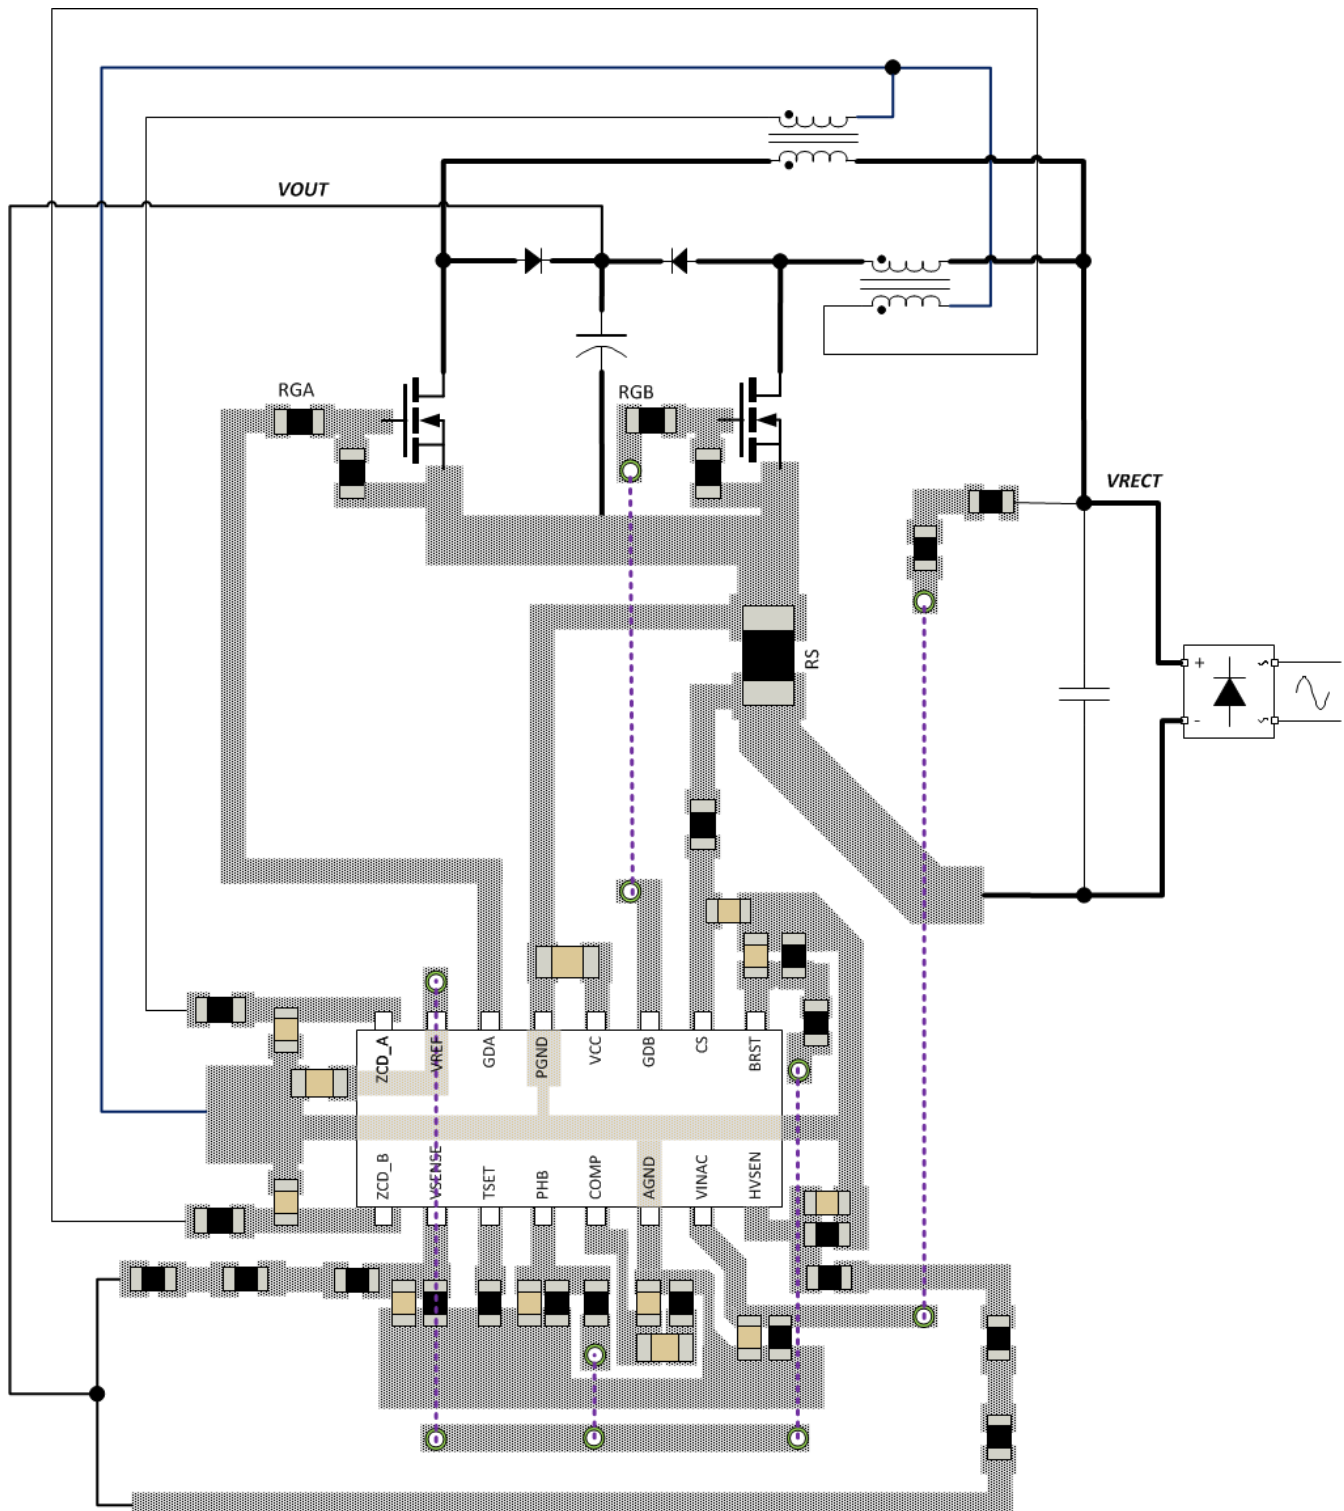 VOUT
RGA
RGB
VRECT
RS
+
-
ZCD_A
VREF
GDA
PGND
VCC
GDB
CS
BRST
ZCD_B
VSENSE
TSET
PHB
COMP
AGND
VINAC
HVSEN